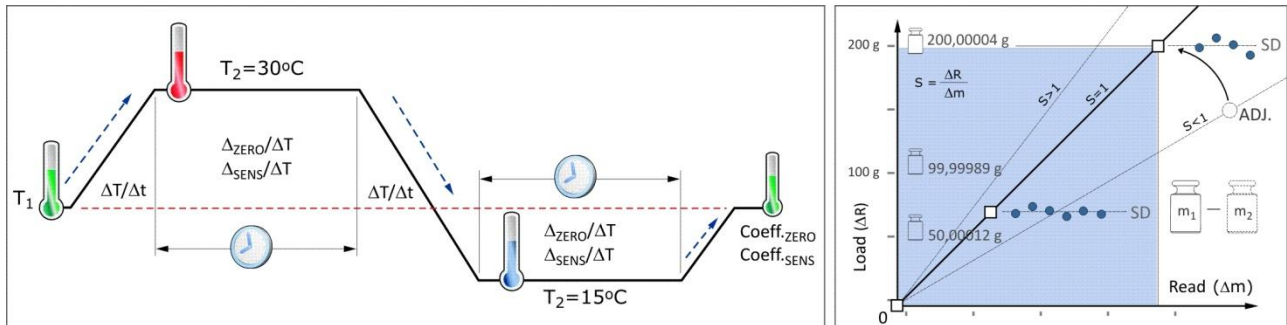 T₂=30ºC
Δ_ZERO/ΔT
Δ_SENS/ΔT
T₁
ΔT/Δt
ΔT/Δt
Δ_ZERO/ΔT
Δ_SENS/ΔT
Coeff._ZERO
Coeff._SENS
T₂=15ºC
200 g
200,00004 g
SD
S = ΔR/Δm
S>1
S=1
S<1
ADJ.
99,99989 g
100 g
m₁ — m₂
SD
50,00012 g
Load (ΔR)
Read (Δm)
0